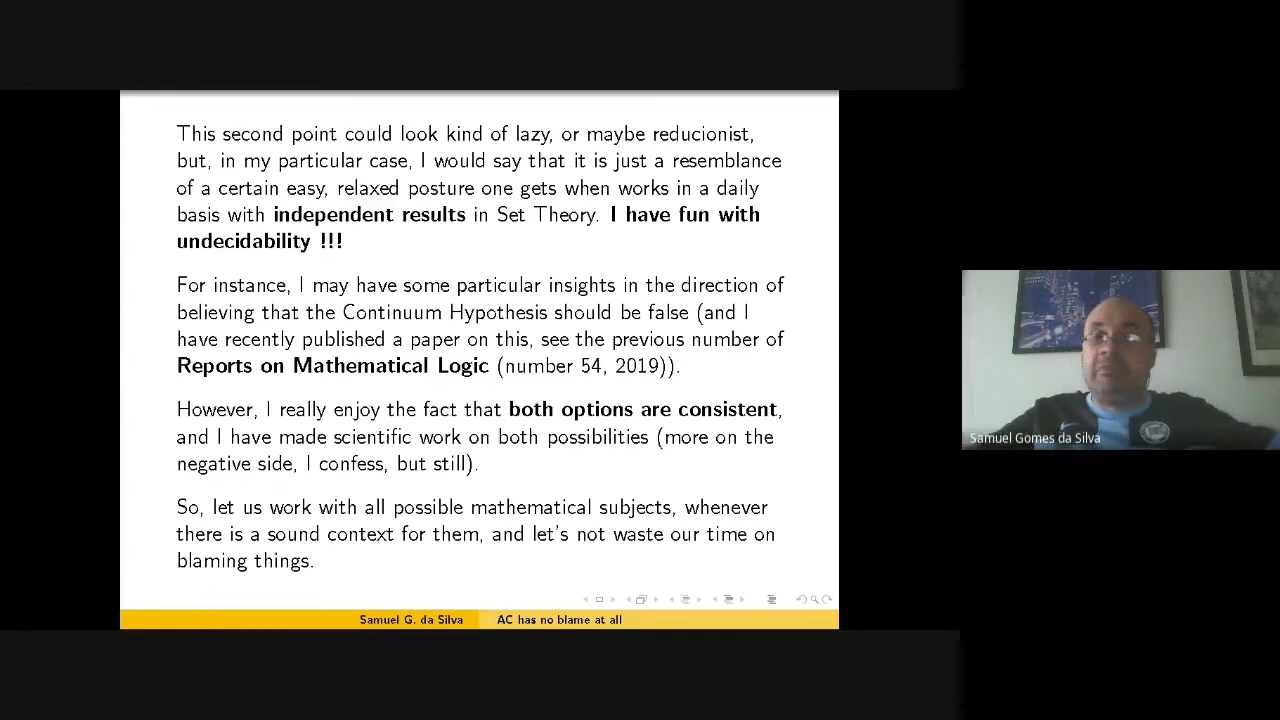 This second point could look kind of lazy, or maybe reducionist,
but, in my particular case, I would say that it is just a resemblance
of a certain easy, relaxed posture one gets when works in a daily
basis with independent results in Set Theory. I have fun with
undecidability !!!
For instance, I may have some particular insights in the direction of
believing that the Continuum Hypothesis should be false (and I
have recently published a paper on this, see the previous number of
Reports on Mathematical Logic (number 54, 2019)).
However, I really enjoy the fact that both options are consistent,
and I have made scientific work on both possibilities (more on the
negative side, I confess, but still).
So, let us work with all possible mathematical subjects, whenever
there is a sound context for them, and let's not waste our time on
blaming things.
Samuel G. da Silva AC has no blame at all
Samuel Gomes da Silva